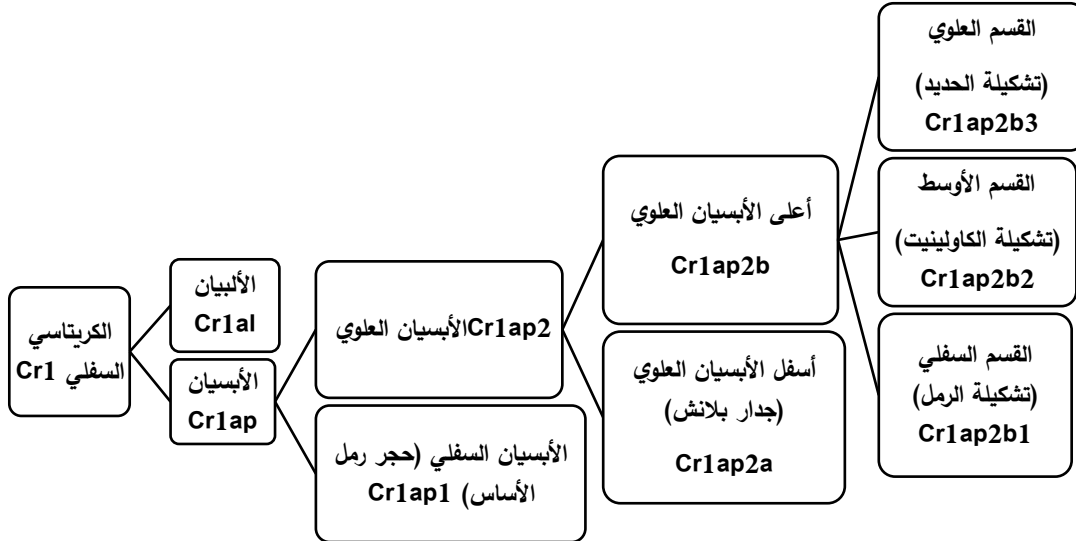 الكريتاسي
السفلي Cr1
الألبيان
Cr1al
الأبسيان
Cr1ap
Cr1ap2الأبسيان العلوي
الأبسيان السفلي (حجر رمل
الأساس) Cr1ap1
أعلى الأبسيان العلوي
Cr1ap2b
أسفل الأبسيان العلوي
(جدار بلانش)
Cr1ap2a
القسم العلوي
(تشكيلة الحديد)
Cr1ap2b3
القسم الأوسط
(تشكيلة الكاولينيت)
Cr1ap2b2
القسم السفلي
(تشكيلة الرمل)
Cr1ap2b1